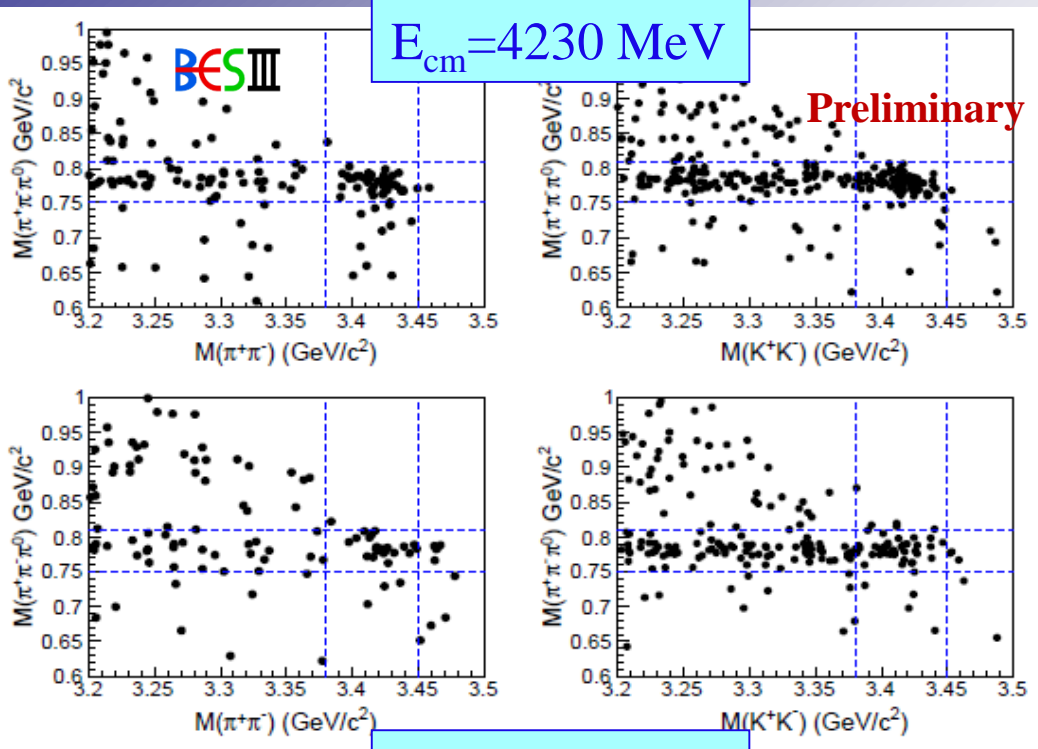 E_cm=4230 MeV
BESIII
Preliminary
1
0.95
0.9
0.85
0.8
0.75
0.7
0.65
0.6
M(π⁺π⁻π⁰) GeV/c²
3.2 3.25 3.3 3.35 3.4 3.45 3.5
M(π⁺π⁻) (GeV/c²)
0.9
0.85
0.8
0.75
0.7
0.65
0.6
M(π⁺π⁻π⁰) GeV/c²
3.2 3.25 3.3 3.35 3.4 3.45 3.5
M(K⁺K⁻) (GeV/c²)
1
0.95
0.9
0.85
0.8
0.75
0.7
0.65
0.6
M(π⁺π⁻π⁰) GeV/c²
3.2 3.25 3.3 3.35 3.4 3.45 3.5
M(π⁺π⁻) (GeV/c²)
1
0.95
0.9
0.85
0.8
0.75
0.7
0.65
0.6
M(π⁺π⁻π⁰) GeV/c²
3.2 3.25 3.3 3.35 3.4 3.45 3.5
M(K⁺K⁻) (GeV/c²)